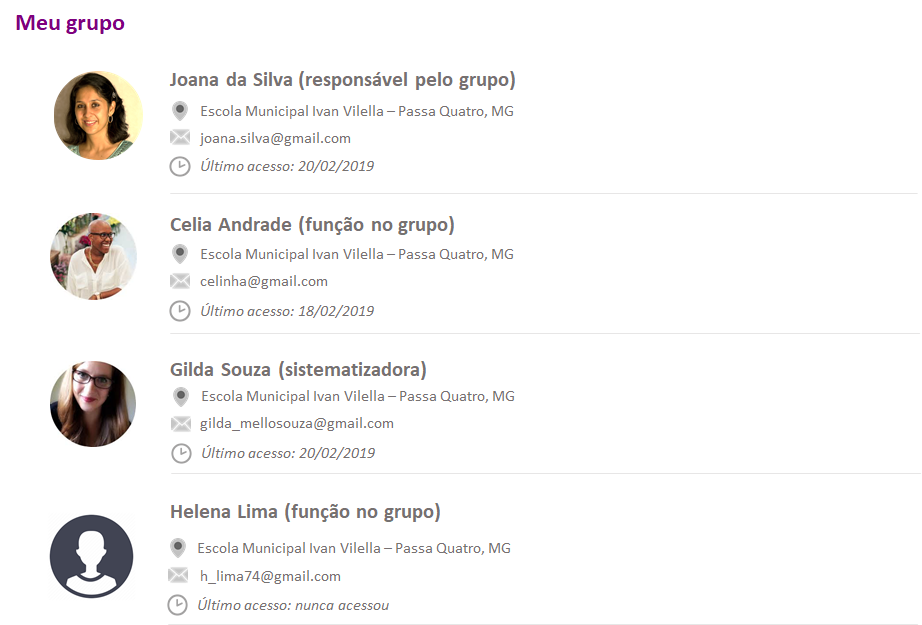 Meu grupo
Joana da Silva (responsável pelo grupo)
Escola Municipal Ivan Vilella – Passa Quatro, MG
joana.silva@gmail.com
Último acesso: 20/02/2019
Celia Andrade (função no grupo)
Escola Municipal Ivan Vilella – Passa Quatro, MG
celinha@gmail.com
Último acesso: 18/02/2019
Gilda Souza (sistematizadora)
Escola Municipal Ivan Vilella – Passa Quatro, MG
gilda_mellosouza@gmail.com
Último acesso: 20/02/2019
Helena Lima (função no grupo)
Escola Municipal Ivan Vilella – Passa Quatro, MG
h_lima74@gmail.com
Último acesso: nunca acessou